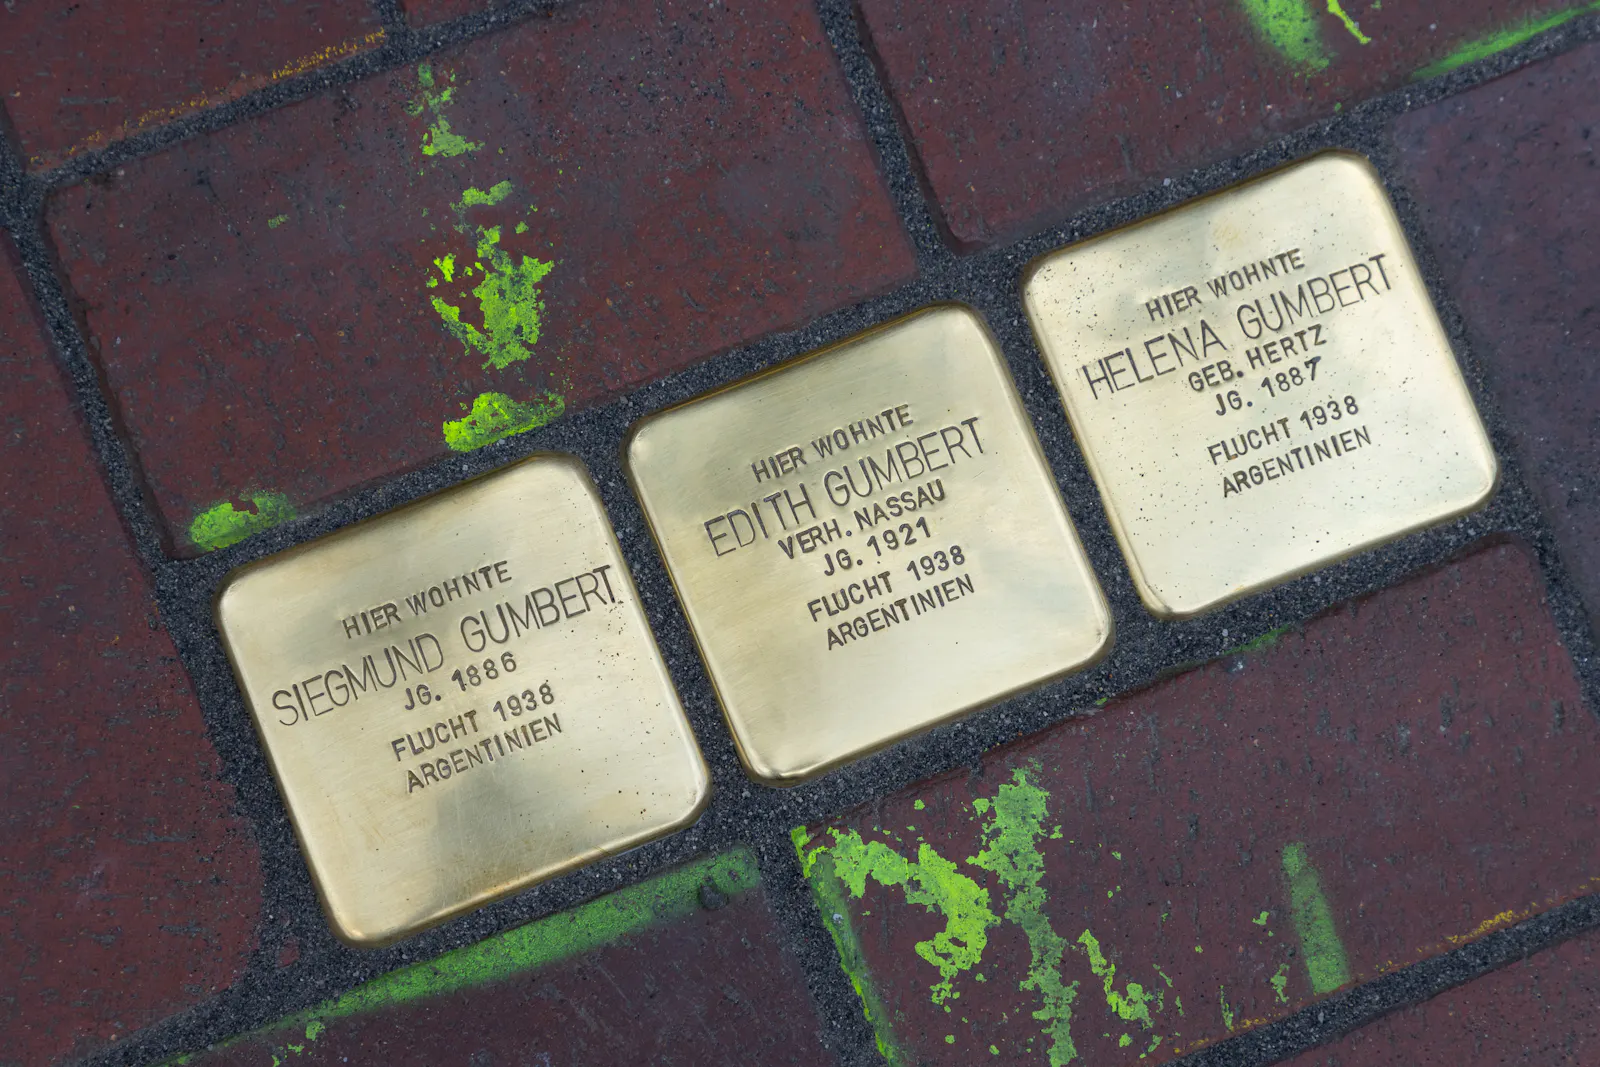 HIER WOHNTE
SIEGMUND GUMBERT
JG. 1886
FLUCHT 1938
ARGENTINIEN
HIER WOHNTE
EDITH GUMBERT
VERH. NASSAU
JG. 1921
FLUCHT 1938
ARGENTINIEN
HIER WOHNTE
HELENA GUMBERT
GEB. HERTZ
JG. 1887
FLUCHT 1938
ARGENTINIEN